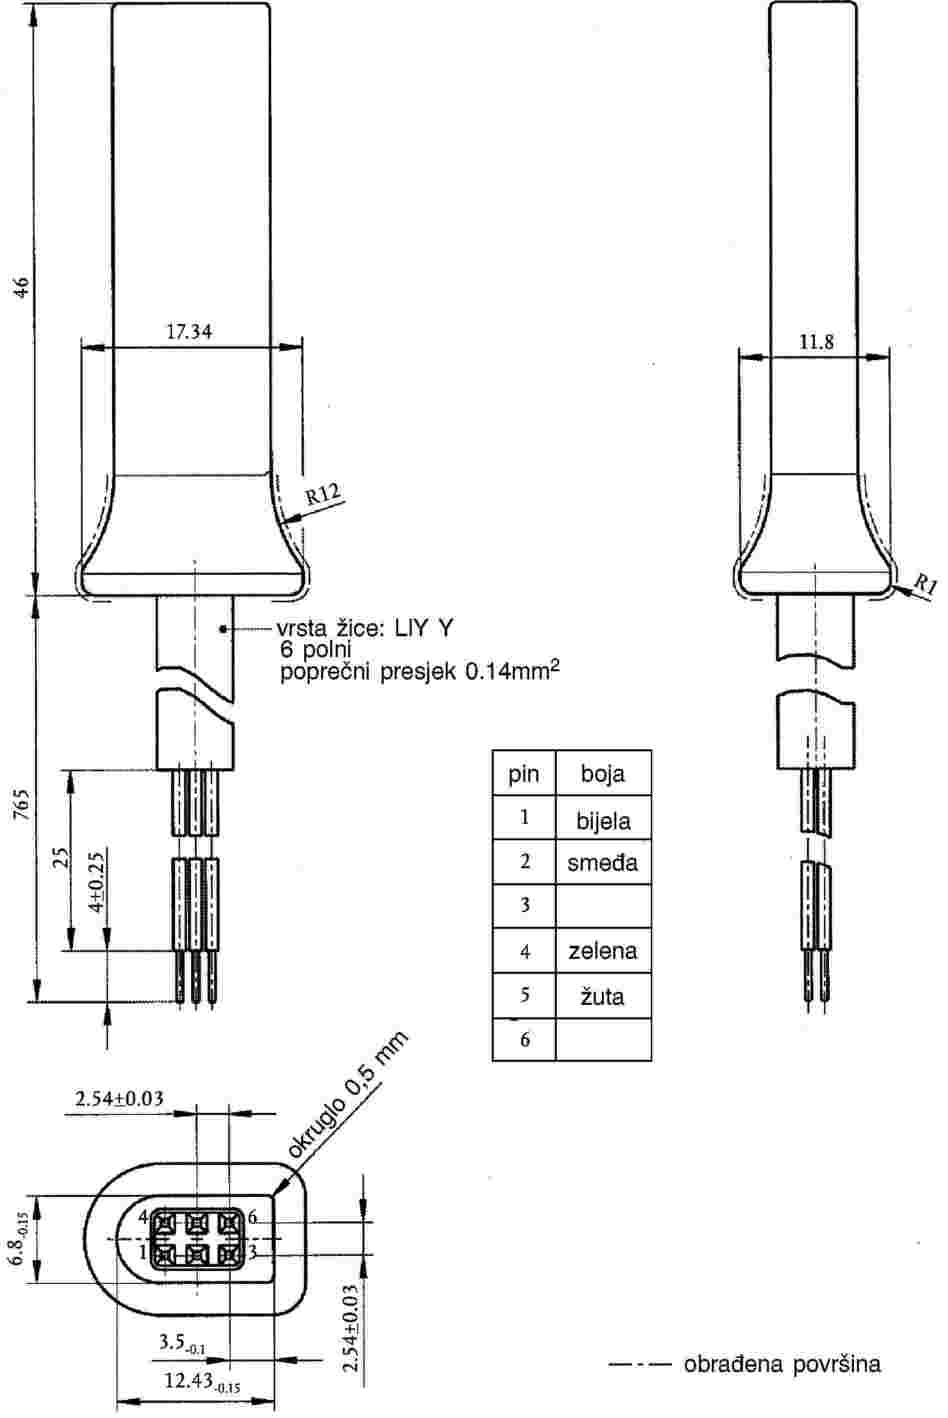 46
17.34
11.8
R12
R1
vrsta žice: LIY Y
6 polni
poprečni presjek 0.14mm²
765
25
4±0.25
pin boja
1 bijela
2 smeđa
3
4 zelena
5 žuta
6
2.54±0.03
okruglo 0,5 mm
6.8-0.15
4 6
1 3
2.54±0.03
3.5-0.1
12.43-0.15
obrađena površina